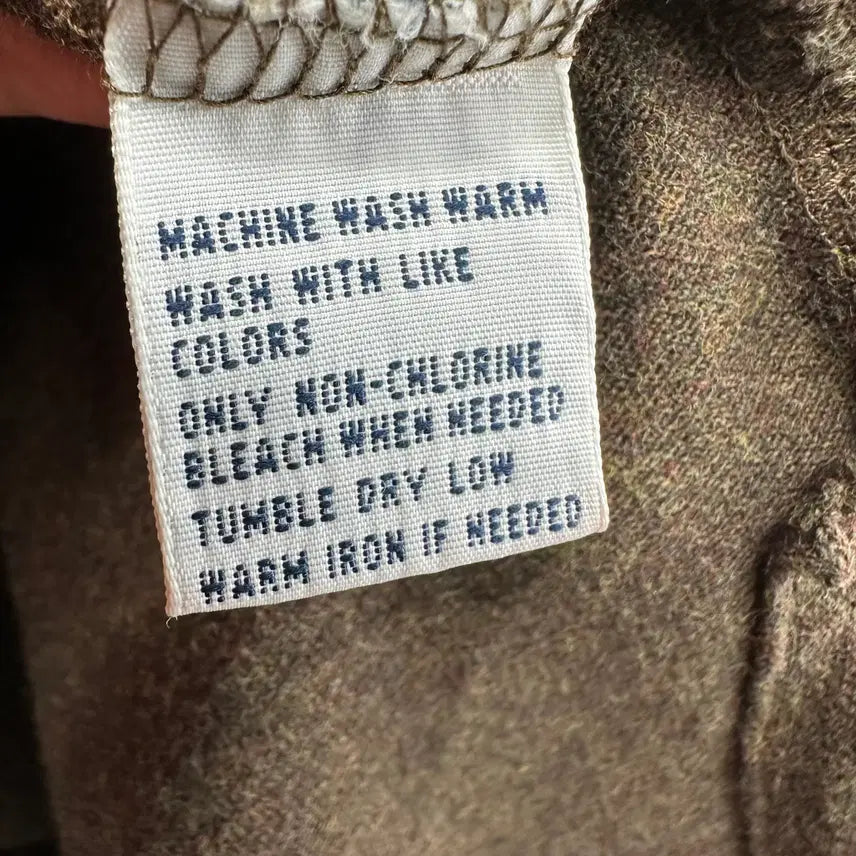 MACHINE WASH WARM
WASH WITH LIKE
COLORS
ONLY NON-CHLORINE
BLEACH WHEN NEEDED
TUMBLE DRY LOW
WARM IRON IF NEEDED